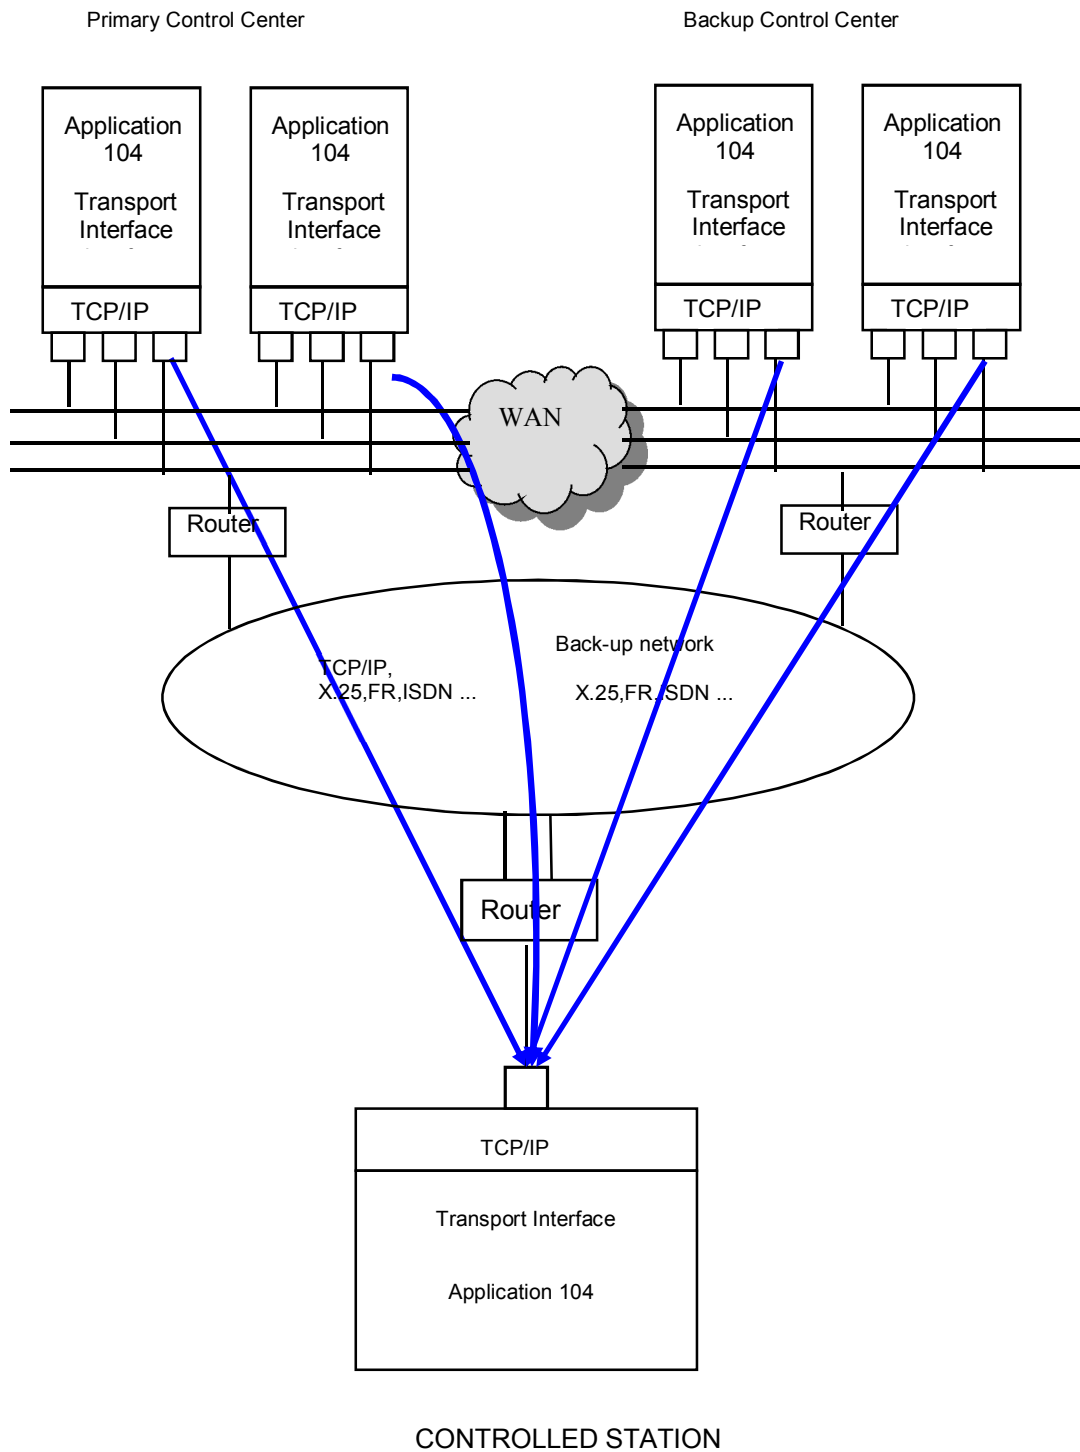 Primary Control Center
Backup Control Center
Application
104
Transport
Interface
TCP/IP
Application
104
Transport
Interface
TCP/IP
Application
104
Transport
Interface
TCP/IP
Application
104
Transport
Interface
TCP/IP
WAN
Router
Router
TCP/IP,
X.25,FR,ISDN ...
Back-up network
X.25,FR,ISDN ...
Router
TCP/IP
Transport Interface
Application 104
CONTROLLED STATION